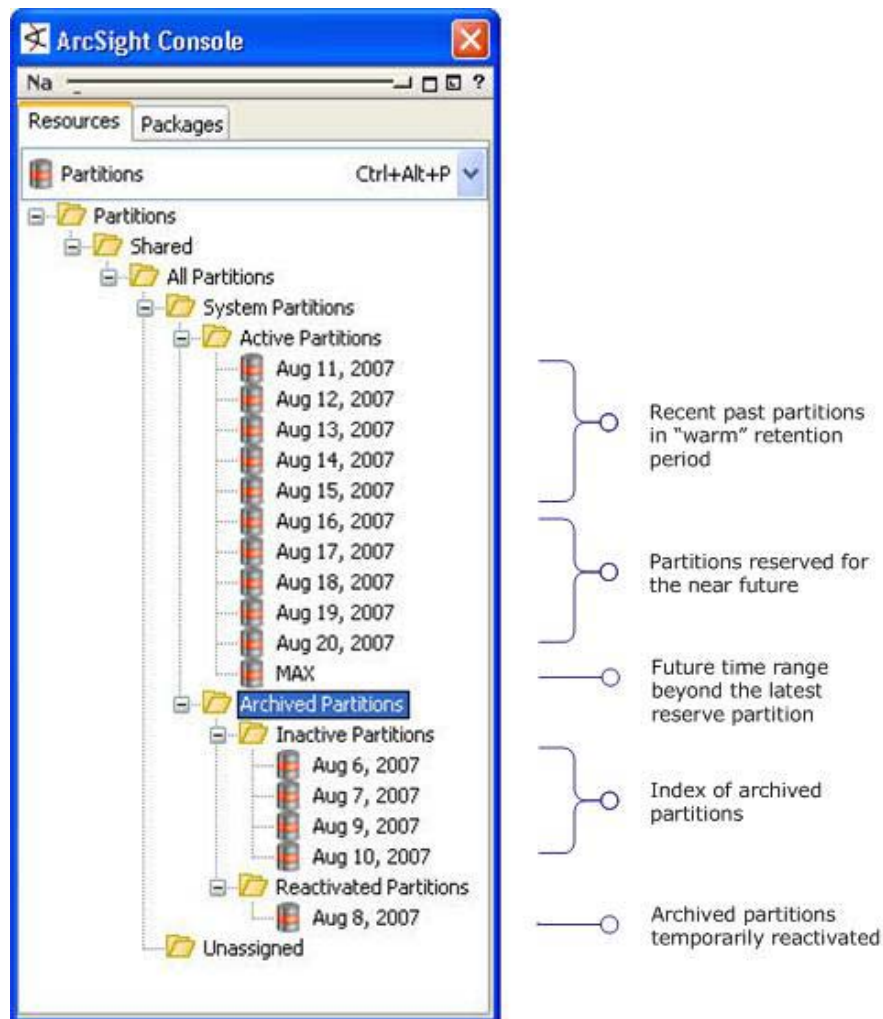 ArcSight Console
Na
?
Resources
Packages
Partitions
Ctrl+Alt+P
Partitions
Shared
All Partitions
System Partitions
Active Partitions
Aug 11, 2007
Aug 12, 2007
Aug 13, 2007
Aug 14, 2007
Aug 15, 2007
Aug 16, 2007
Aug 17, 2007
Aug 18, 2007
Aug 19, 2007
Aug 20, 2007
MAX
Archived Partitions
Inactive Partitions
Aug 6, 2007
Aug 7, 2007
Aug 9, 2007
Aug 10, 2007
Reactivated Partitions
Aug 8, 2007
Unassigned
Recent past partitions
in “warm” retention
period
Partitions reserved for
the near future
Future time range
beyond the latest
reserve partition
Index of archived
partitions
Archived partitions
temporarily reactivated